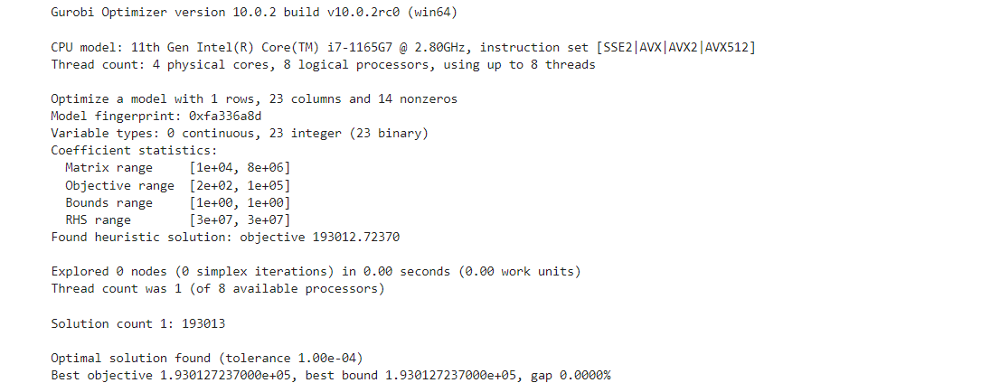 Gurobi Optimizer version 10.0.2 build v10.0.2rc0 (win64)
CPU model: 11th Gen Intel(R) Core(TM) i7-1165G7 @ 2.80GHz, instruction set [SSE2|AVX|AVX2|AVX512]
Thread count: 4 physical cores, 8 logical processors, using up to 8 threads
Optimize a model with 1 rows, 23 columns and 14 nonzeros
Model fingerprint: 0xfa336a8d
Variable types: 0 continuous, 23 integer (23 binary)
Coefficient statistics:
  Matrix range     [1e+04, 8e+06]
  Objective range  [2e+02, 1e+05]
  Bounds range     [1e+00, 1e+00]
  RHS range        [3e+07, 3e+07]
Found heuristic solution: objective 193012.72370
Explored 0 nodes (0 simplex iterations) in 0.00 seconds (0.00 work units)
Thread count was 1 (of 8 available processors)
Solution count 1: 193013
Optimal solution found (tolerance 1.00e-04)
Best objective 1.930127237000e+05, best bound 1.930127237000e+05, gap 0.0000%